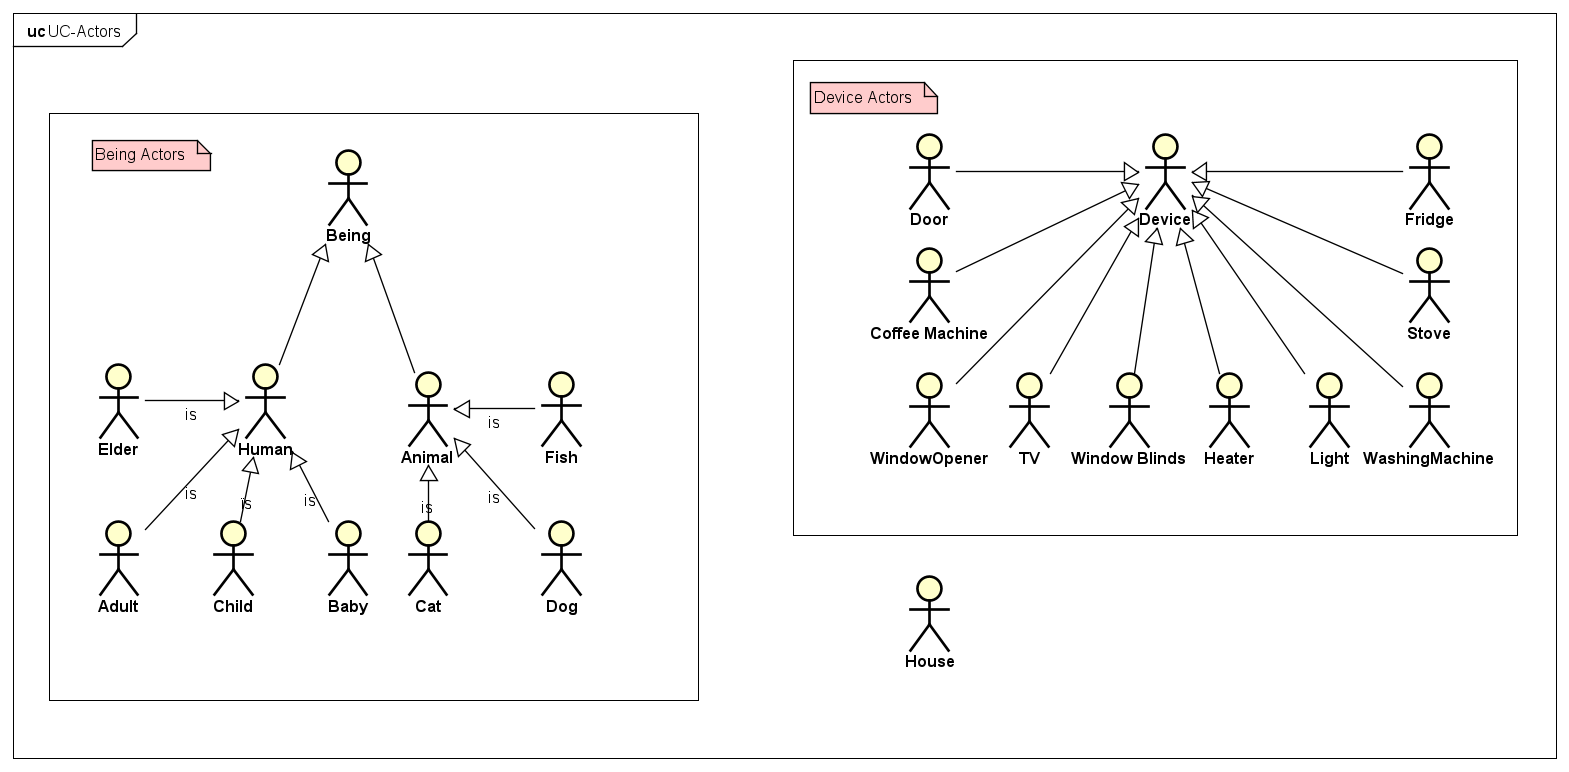 uc UC-Actors
Device Actors
Being Actors
Being
Door
Device
Fridge
Coffee Machine
Stove
Elder
is
Human
Animal
is
Fish
WindowOpener
TV
Window Blinds
Heater
Light
WashingMachine
is
is
is
is
is
Adult
Child
Baby
Cat
Dog
House